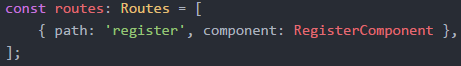 const routes: Routes = [
    { path: 'register', component: RegisterComponent },
];